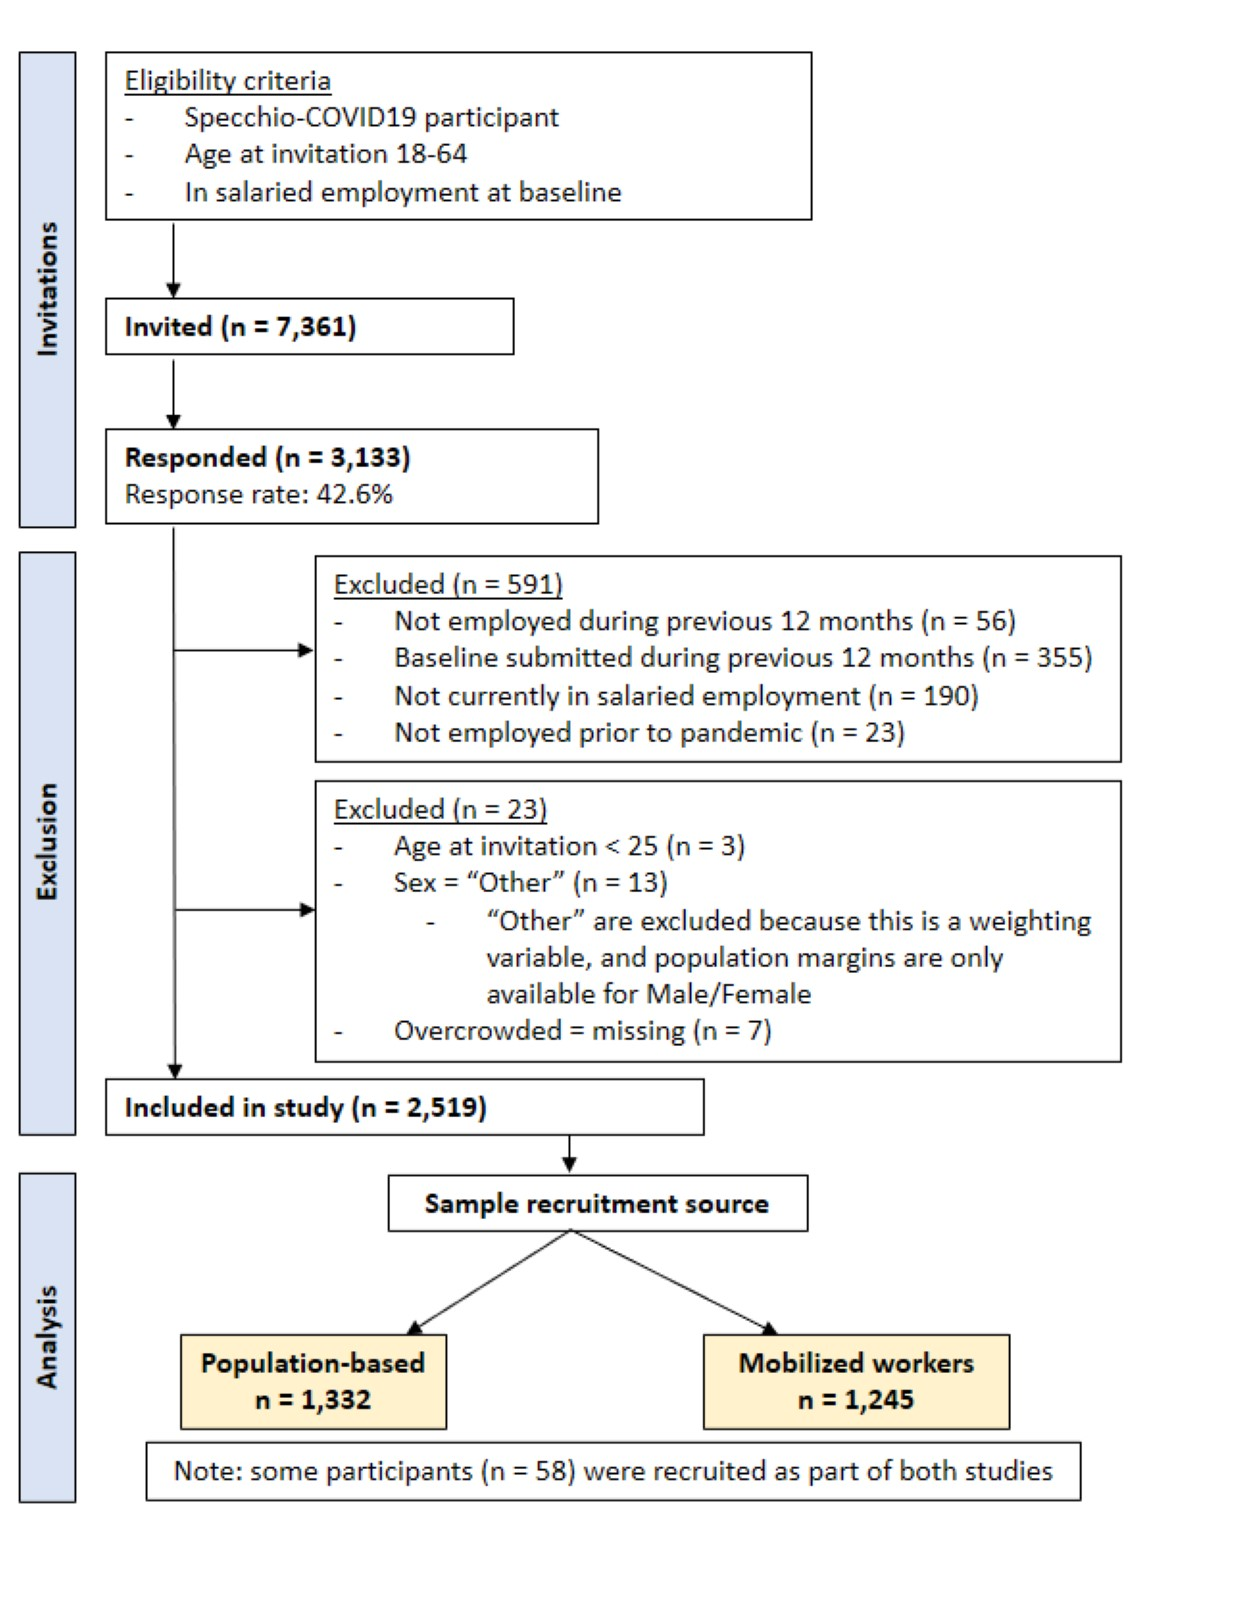 Invitations
Eligibility criteria
- Specchio-COVID19 participant
- Age at invitation 18-64
- In salaried employment at baseline
Invited (n = 7,361)
Responded (n = 3,133)
Response rate: 42.6%
Exclusion
Excluded (n = 591)
- Not employed during previous 12 months (n = 56)
- Baseline submitted during previous 12 months (n = 355)
- Not currently in salaried employment (n = 190)
- Not employed prior to pandemic (n = 23)
Excluded (n = 23)
- Age at invitation < 25 (n = 3)
- Sex = “Other” (n = 13)
- “Other” are excluded because this is a weighting
variable, and population margins are only
available for Male/Female
- Overcrowded = missing (n = 7)
Included in study (n = 2,519)
Analysis
Sample recruitment source
Population-based
n = 1,332
Mobilized workers
n = 1,245
Note: some participants (n = 58) were recruited as part of both studies